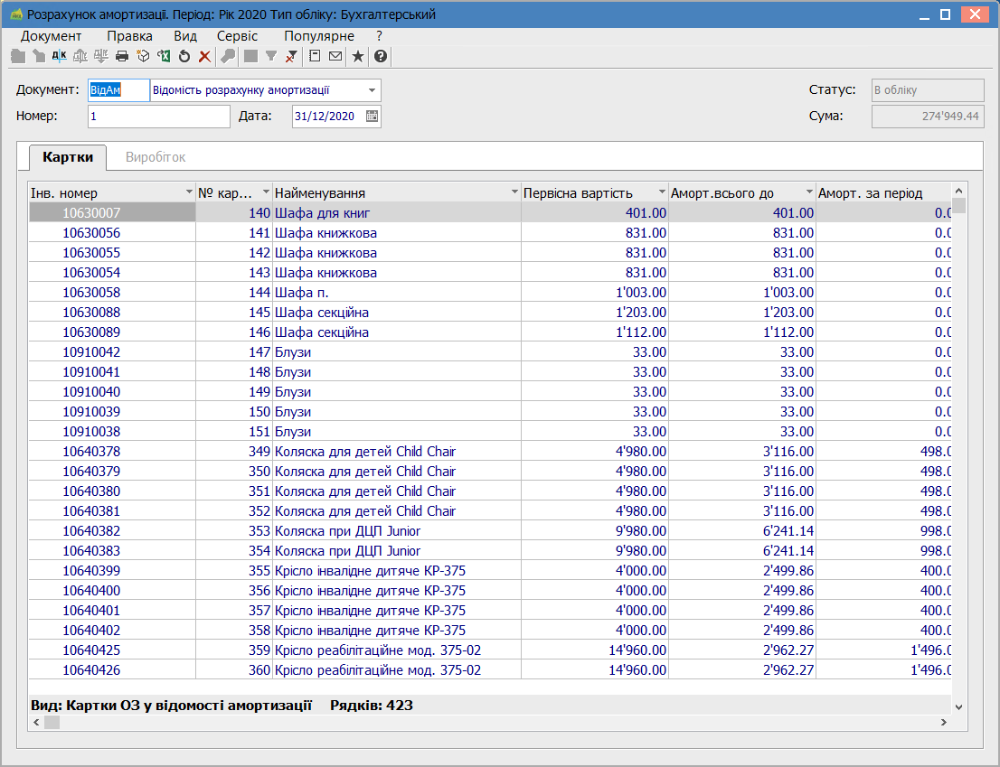 Розрахунок амортизації. Період: Рік 2020 Тип обліку: Бухгалтерський
Документ Правка Вид Сервіс Популярне ?
Документ: ВідАм Відомість розрахунку амортизації Статус: В обліку
Номер: 1 Дата: 31/12/2020 Сума: 274'949.44
Картки Виробіток
Інв. номер № кар... Найменування Первісна вартість Аморт.всього до Аморт. за період
10630007 140 Шафа для книг 401.00 401.00 0.0
10630056 141 Шафа книжкова 831.00 831.00 0.0
10630055 142 Шафа книжкова 831.00 831.00 0.0
10630054 143 Шафа книжкова 831.00 831.00 0.0
10630058 144 Шафа п. 1'003.00 1'003.00 0.0
10630088 145 Шафа секційна 1'203.00 1'203.00 0.0
10630089 146 Шафа секційна 1'112.00 1'112.00 0.0
10910042 147 Блузи 33.00 33.00 0.0
10910041 148 Блузи 33.00 33.00 0.0
10910040 149 Блузи 33.00 33.00 0.0
10910039 150 Блузи 33.00 33.00 0.0
10910038 151 Блузи 33.00 33.00 0.0
10640378 349 Коляска для детей Child Chair 4'980.00 3'116.00 498.0
10640379 350 Коляска для детей Child Chair 4'980.00 3'116.00 498.0
10640380 351 Коляска для детей Child Chair 4'980.00 3'116.00 498.0
10640381 352 Коляска для детей Child Chair 4'980.00 3'116.00 498.0
10640382 353 Коляска при ДЦП Junior 9'980.00 6'241.14 998.0
10640383 354 Коляска при ДЦП Junior 9'980.00 6'241.14 998.0
10640399 355 Крісло інвалідне дитяче КР-375 4'000.00 2'499.86 400.0
10640400 356 Крісло інвалідне дитяче КР-375 4'000.00 2'499.86 400.0
10640401 357 Крісло інвалідне дитяче КР-375 4'000.00 2'499.86 400.0
10640402 358 Крісло інвалідне дитяче КР-375 4'000.00 2'499.86 400.0
10640425 359 Крісло реабілітаційне мод. 375-02 14'960.00 2'962.27 1'496.0
10640426 360 Крісло реабілітаційне мод. 375-02 14'960.00 2'962.27 1'496.0
Вид: Картки ОЗ у відомості амортизації Рядків: 423